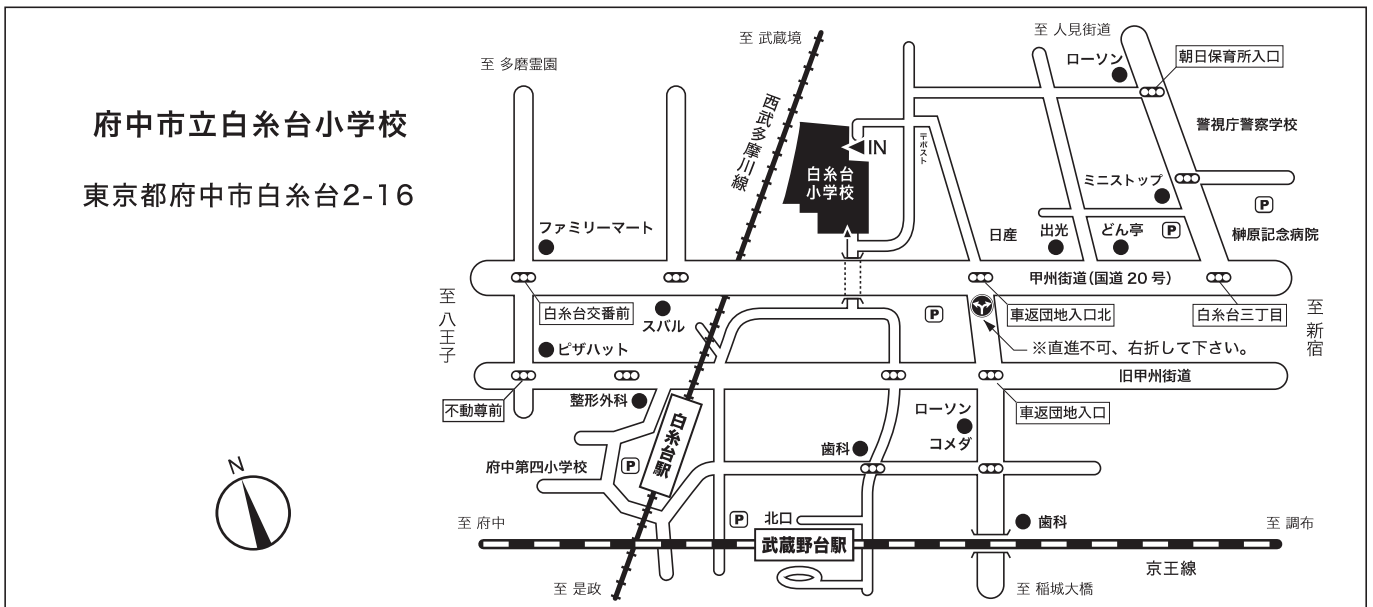 府中市立白糸台小学校
東京都府中市白糸台2-16
至 多磨霊園
至 武蔵境
至 人見街道
西武多摩川線
ローソン
朝日保育所入口
警視庁警察学校
〒ポスト
IN
白糸台
小学校
ミニストップ
P
ファミリーマート
日産
出光
どん亭
P
榊原記念病院
甲州街道(国道20号)
至 八王子
白糸台交番前
スバル
P
車返団地入口北
白糸台三丁目
至 新宿
ピザハット
※直進不可、右折して下さい。
旧甲州街道
不動尊前
整形外科
白糸台駅
ローソン
コメダ
車返団地入口
府中第四小学校
P
歯科
N
至 府中
P
北口
武蔵野台駅
歯科
至 調布
京王線
至 是政
至 稲城大橋